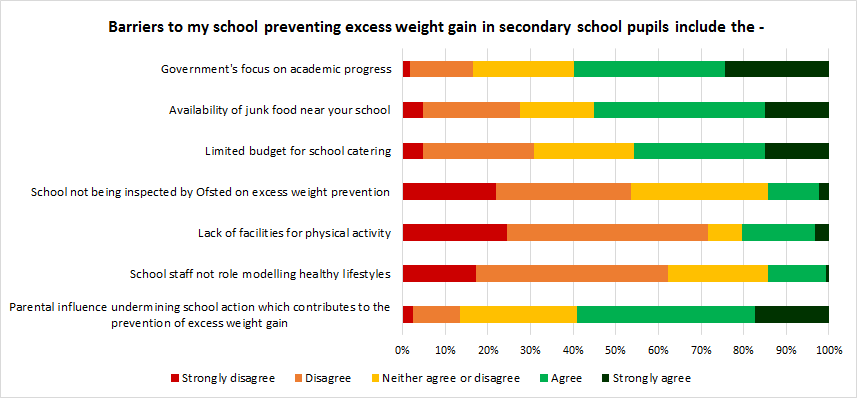 Barriers to my school preventing excess weight gain in secondary school pupils include the -
Government's focus on academic progress
Availability of junk food near your school
Limited budget for school catering
School not being inspected by Ofsted on excess weight prevention
Lack of facilities for physical activity
School staff not role modelling healthy lifestyles
Parental influence undermining school action which contributes to the
prevention of excess weight gain
0% 10% 20% 30% 40% 50% 60% 70% 80% 90% 100%
Strongly disagree Disagree Neither agree or disagree Agree Strongly agree